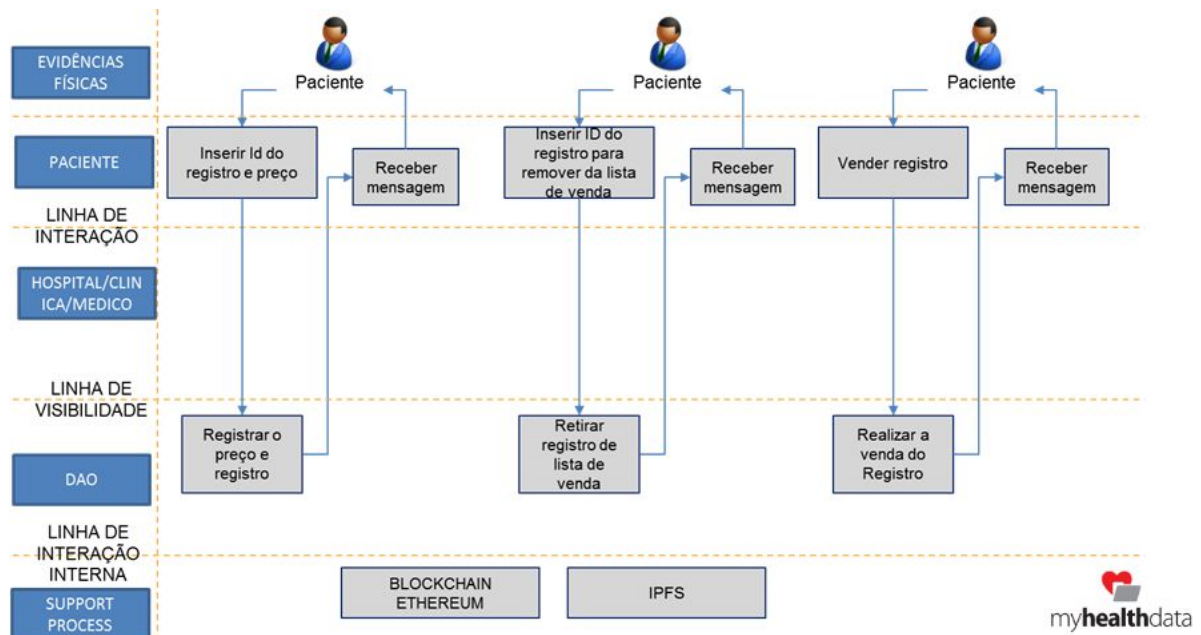 EVIDÊNCIAS
FÍSICAS
Paciente
Paciente
Paciente
PACIENTE
Inserir Id do
registro e preço
Receber
mensagem
Inserir ID do
registro para
remover da lista
de venda
Receber
mensagem
Vender registro
Receber
mensagem
LINHA DE
INTERAÇÃO
HOSPITAL/CLIN
ICA/MEDICO
LINHA DE
VISIBILIDADE
DAO
Registrar o
preço e
registro
Retirar
registro de
lista de
venda
Realizar a
venda do
Registro
LINHA DE
INTERAÇÃO
INTERNA
SUPPORT
PROCESS
BLOCKCHAIN
ETHEREUM
IPFS
myhealthdata